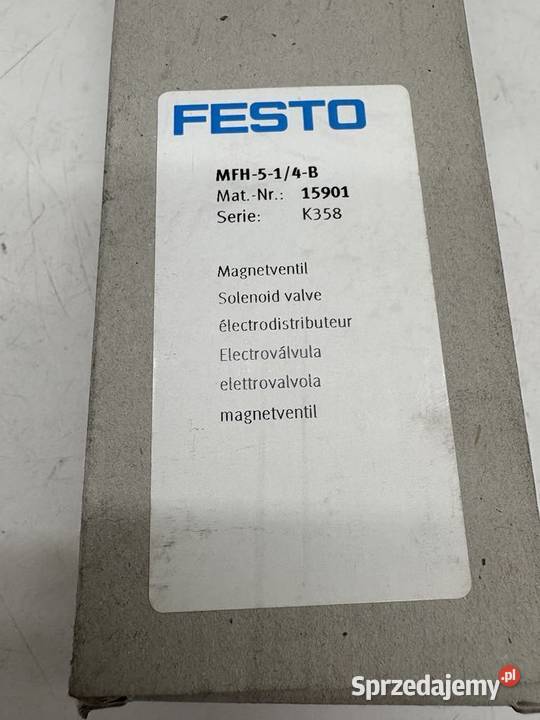 FESTO
MFH-5-1/4-B
Mat.-Nr.: 15901
Serie: K358
Magnetventil
Solenoid valve
électrodistributeur
Electroválvula
elettrovalvola
magnetventil
Sprzedajemy.pl